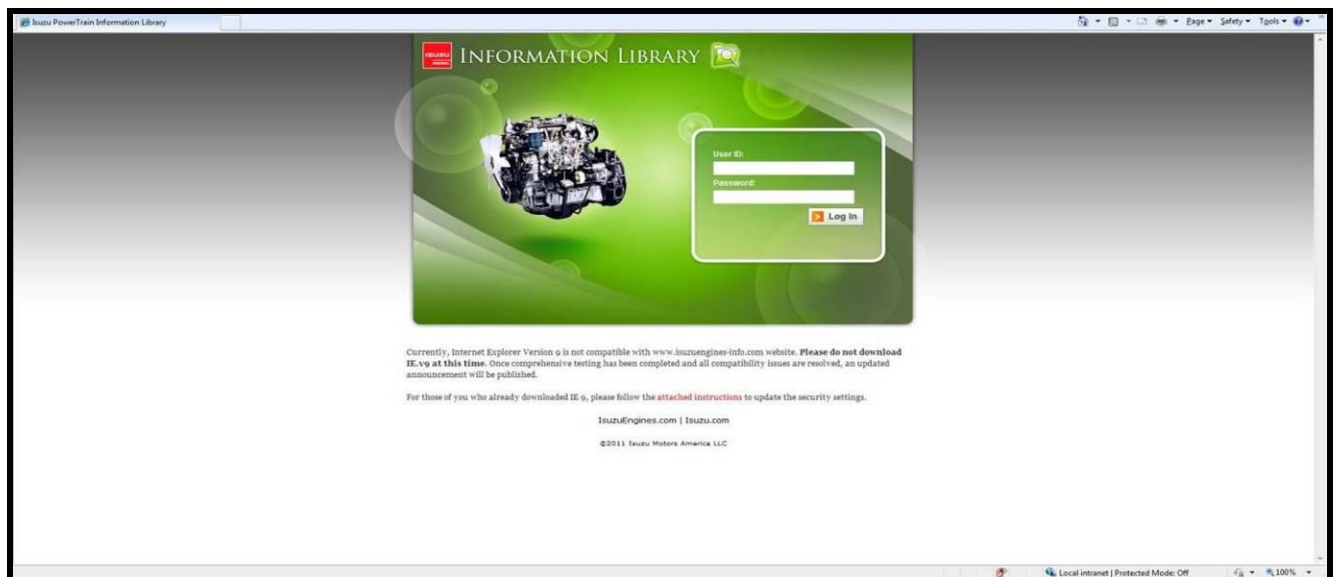 Isuzu PowerTrain Information Library
Page Safety Tools
ISUZU
DIESEL
INFORMATION LIBRARY
User ID:
Password:
Log In
Currently, Internet Explorer Version 9 is not compatible with www.isuzuengines-info.com website. Please do not download
IE.v9 at this time. Once comprehensive testing has been completed and all compatibility issues are resolved, an updated
announcement will be published.
For those of you who already downloaded IE 9, please follow the attached instructions to update the security settings.
IsuzuEngines.com | Isuzu.com
©2011 Isuzu Motors America LLC
Local intranet | Protected Mode: Off
100%